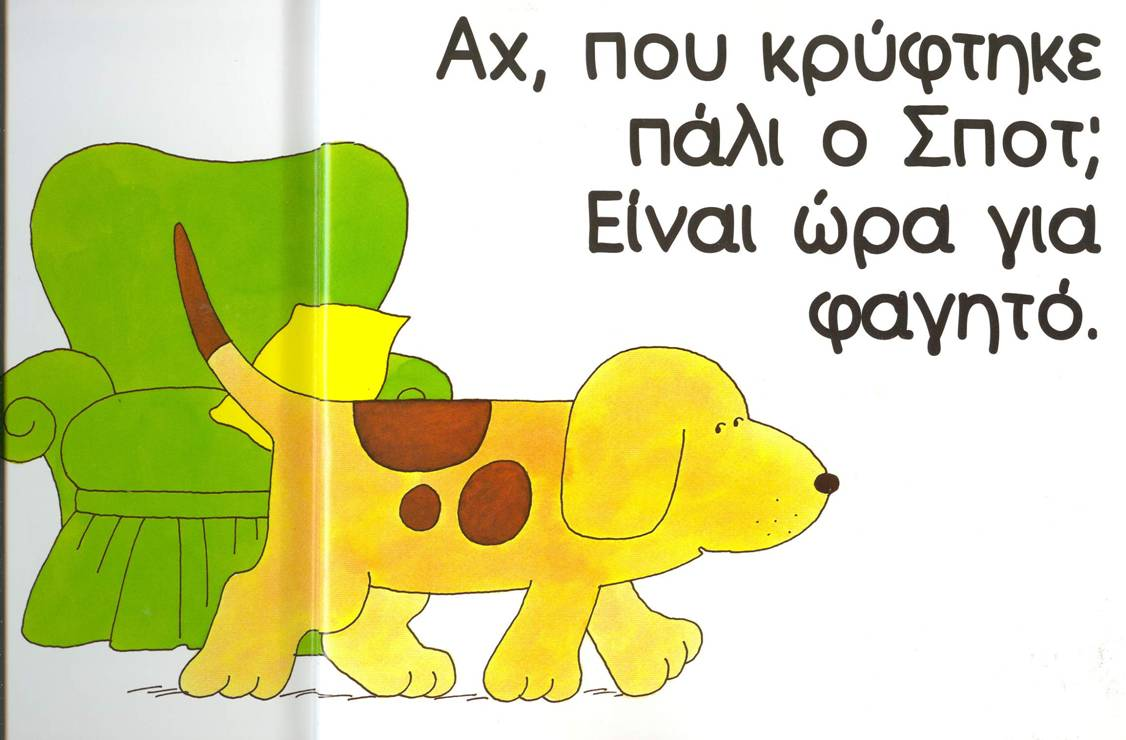 Αχ, που κρύφτηκε
πάλι ο Σποτ;
Είναι ώρα για
φαγητό.